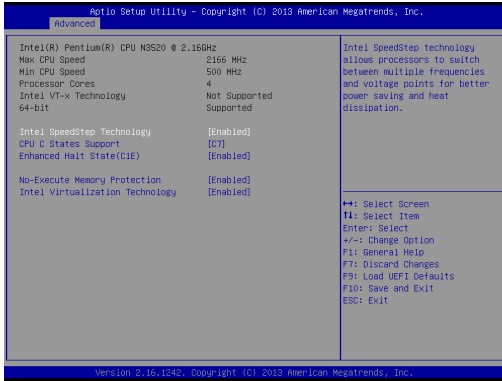 Aptio Setup Utility – Copyright (C) 2013 American Megatrends, Inc.
Advanced
Intel(R) Pentium(R) CPU N3520 @ 2.16GHz
Max CPU Speed 2166 MHz
Min CPU Speed 500 MHz
Processor Cores 4
Intel VT-x Technology Not Supported
64-bit Supported
Intel SpeedStep Technology [Enabled]
CPU C States Support [C7]
Enhanced Halt State(C1E) [Enabled]
No-Execute Memory Protection [Enabled]
Intel Virtualization Technology [Enabled]
Intel SpeedStep technology
allows processors to switch
between multiple frequencies
and voltage points for better
power saving and heat
dissipation.
↔: Select Screen
↑↓: Select Item
Enter: Select
+/-: Change Option
F1: General Help
F7: Discard Changes
F9: Load UEFI Defaults
F10: Save and Exit
ESC: Exit
Version 2.16.1242. Copyright (C) 2013 American Megatrends, Inc.